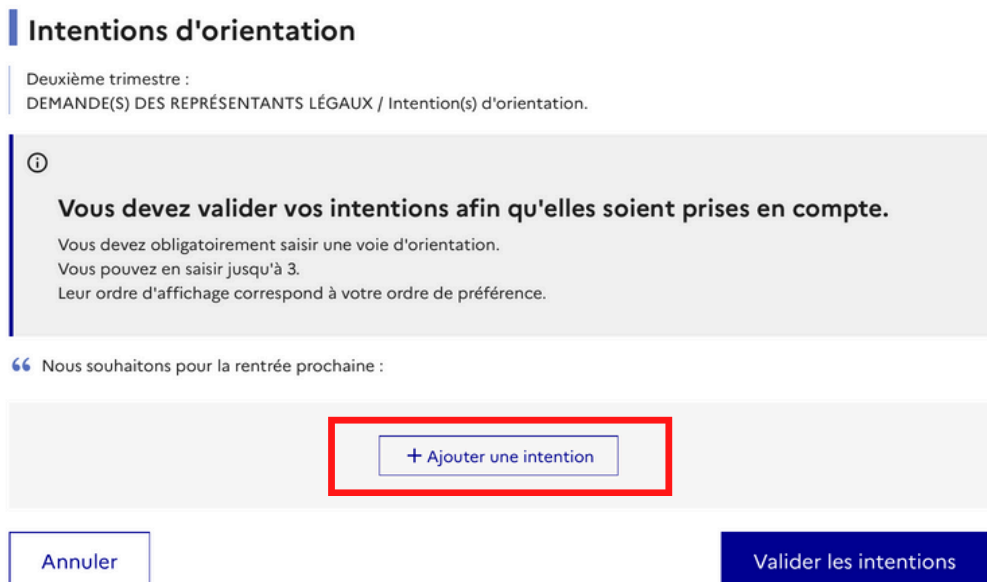 Intentions d'orientation
Deuxième trimestre :
DEMANDE(S) DES REPRÉSENTANTS LÉGAUX / Intention(s) d'orientation.
Vous devez valider vos intentions afin qu'elles soient prises en compte.
Vous devez obligatoirement saisir une voie d'orientation.
Vous pouvez en saisir jusqu'à 3.
Leur ordre d'affichage correspond à votre ordre de préférence.
“ Nous souhaitons pour la rentrée prochaine :
+ Ajouter une intention
Annuler
Valider les intentions